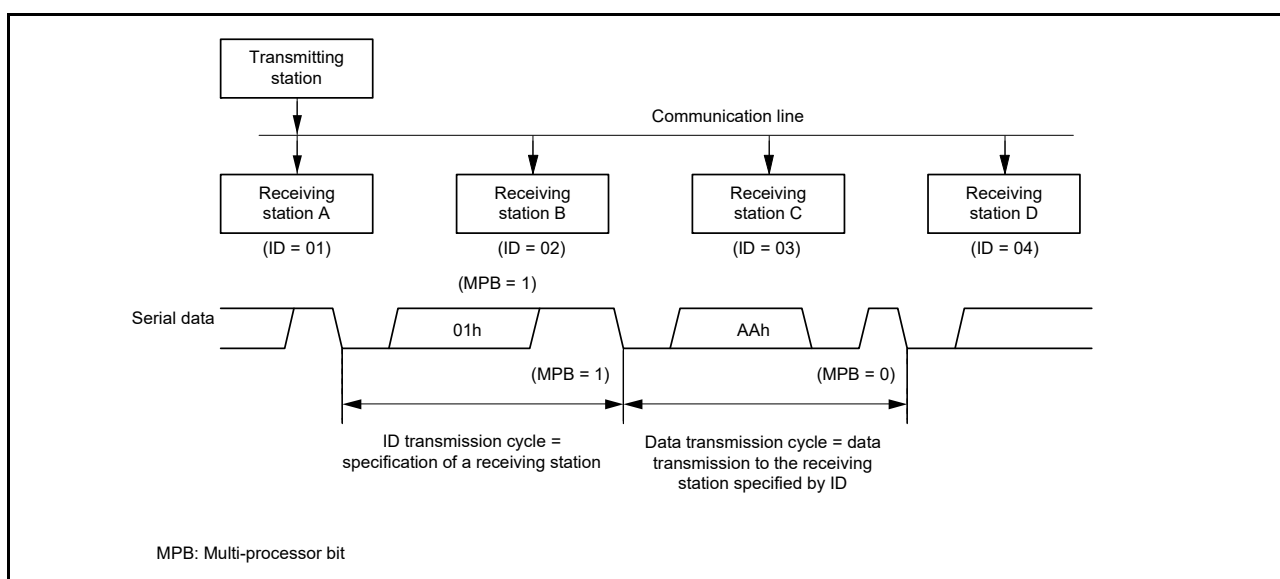 Transmitting
station
Communication line
Receiving
station A
Receiving
station B
Receiving
station C
Receiving
station D
(ID = 01)
(ID = 02)
(ID = 03)
(ID = 04)
(MPB = 1)
Serial data
01h
AAh
(MPB = 1)
(MPB = 0)
ID transmission cycle =
specification of a receiving station
Data transmission cycle = data
transmission to the receiving
station specified by ID
MPB: Multi-processor bit